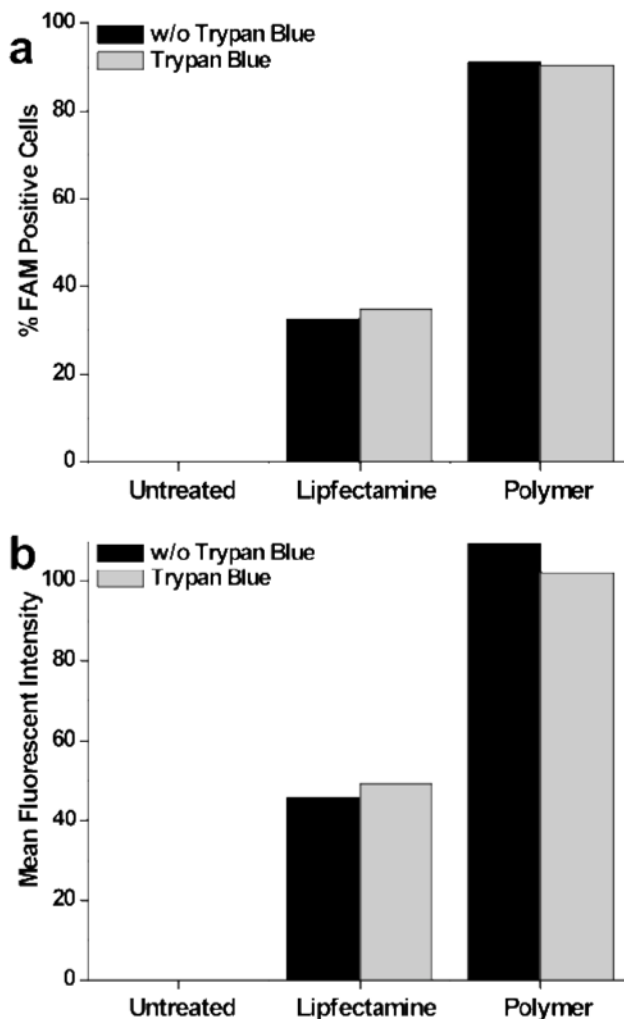 a
w/o Trypan Blue
Trypan Blue
% FAM Positive Cells
100
80
60
40
20
0
Untreated Lipfectamine Polymer
b
w/o Trypan Blue
Trypan Blue
Mean Fluorescent Intensity
100
80
60
40
20
0
Untreated Lipfectamine Polymer